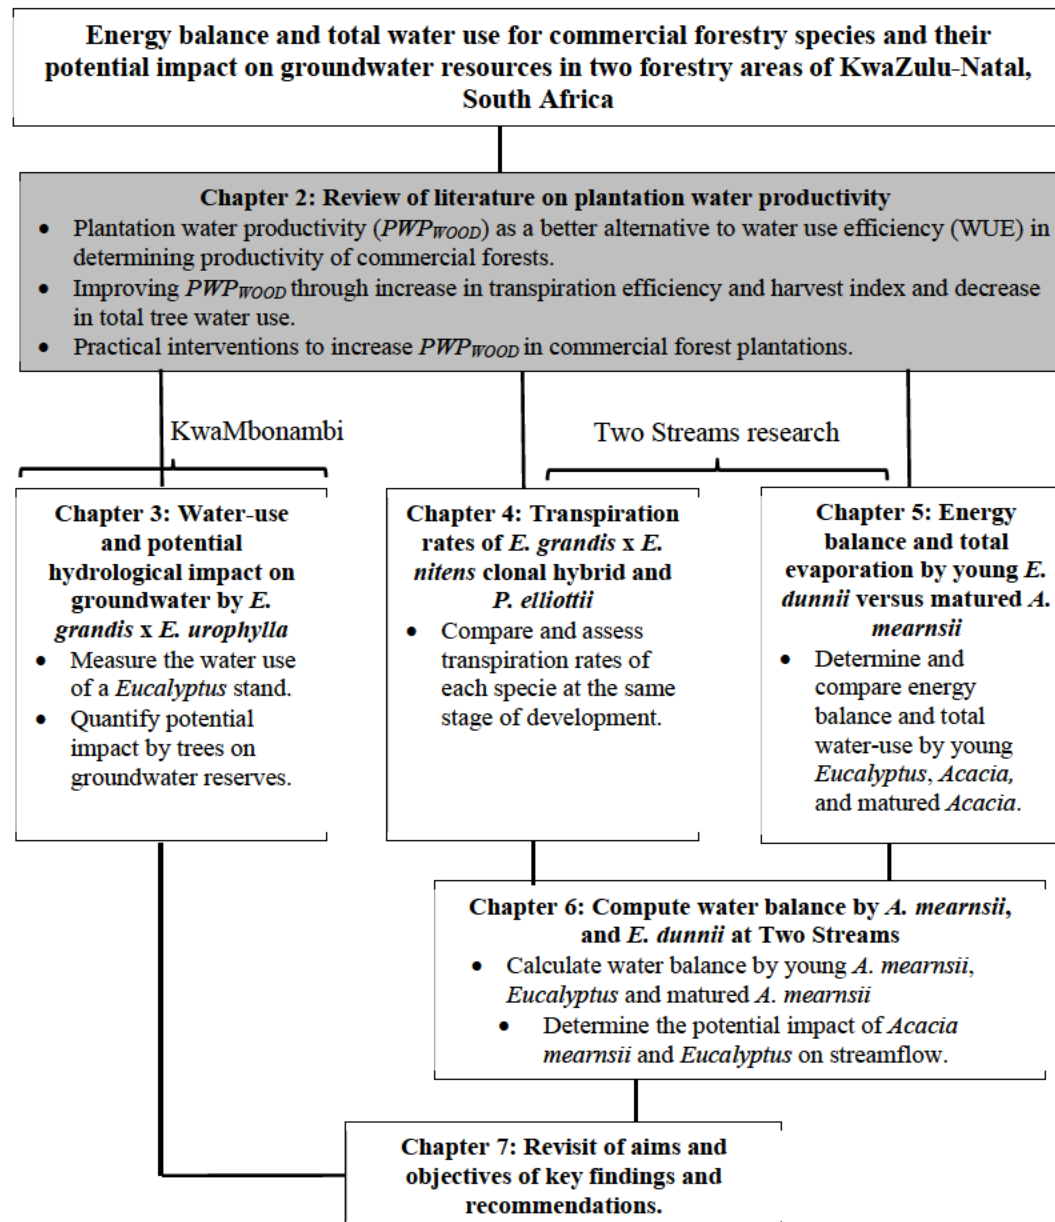 Energy balance and total water use for commercial forestry species and their
potential impact on groundwater resources in two forestry areas of KwaZulu-Natal,
South Africa
Chapter 2: Review of literature on plantation water productivity
• Plantation water productivity (PWPWOOD) as a better alternative to water use efficiency (WUE) in
determining productivity of commercial forests.
• Improving PWPWOOD through increase in transpiration efficiency and harvest index and decrease
in total tree water use.
• Practical interventions to increase PWPWOOD in commercial forest plantations.
KwaMbonambi
Two Streams research
Chapter 3: Water-use
and potential
hydrological impact on
groundwater by E.
grandis x E. urophylla
• Measure the water use
of a Eucalyptus stand.
• Quantify potential
impact by trees on
groundwater reserves.
Chapter 4: Transpiration
rates of E. grandis x E.
nitens clonal hybrid and
P. elliottii
• Compare and assess
transpiration rates of
each specie at the same
stage of development.
Chapter 5: Energy
balance and total
evaporation by young E.
dunnii versus matured A.
mearnsii
• Determine and
compare energy
balance and total
water-use by young
Eucalyptus, Acacia,
and matured Acacia.
Chapter 6: Compute water balance by A. mearnsii,
and E. dunnii at Two Streams
• Calculate water balance by young A. mearnsii,
Eucalyptus and matured A. mearnsii
• Determine the potential impact of Acacia
mearnsii and Eucalyptus on streamflow.
Chapter 7: Revisit of aims and
objectives of key findings and
recommendations.